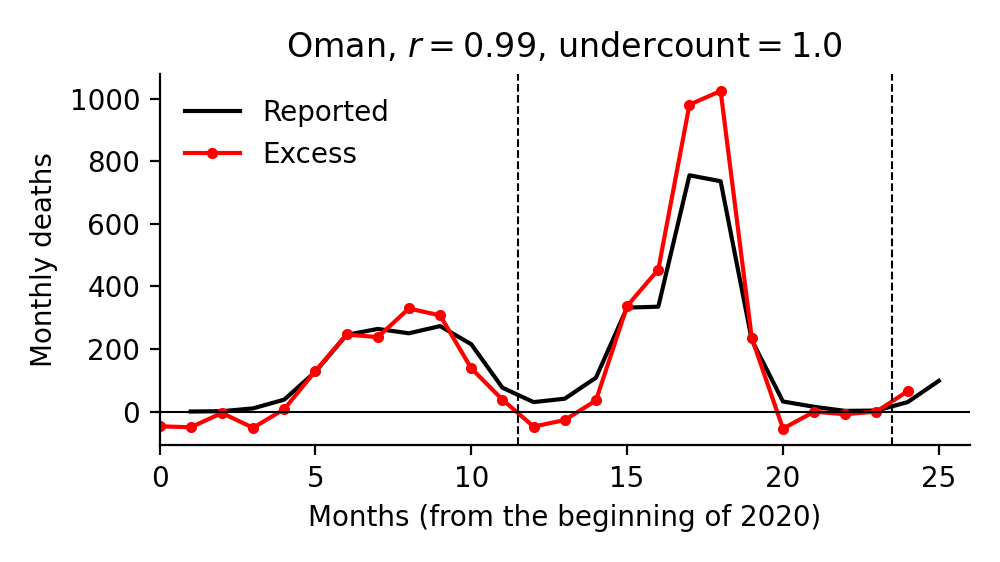 Oman, r = 0.99, undercount = 1.0
Reported
Excess
Monthly deaths
1000
800
600
400
200
0
0 5 10 15 20 25
Months (from the beginning of 2020)